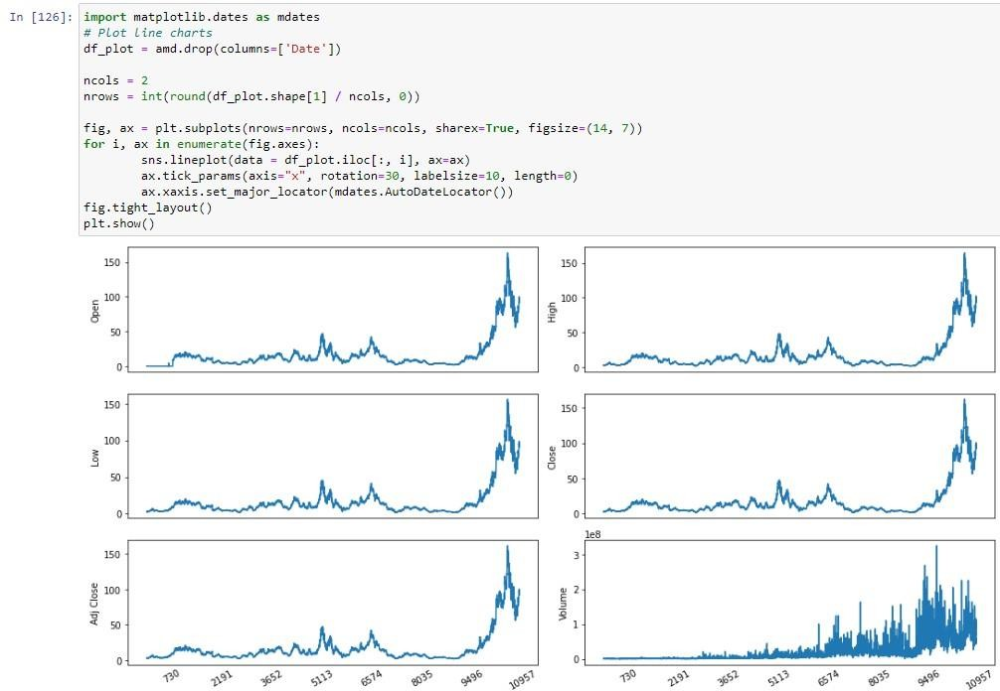 In [126]: import matplotlib.dates as mdates
# Plot line charts
df_plot = amd.drop(columns=['Date'])
ncols = 2
nrows = int(round(df_plot.shape[1] / ncols, 0))
fig, ax = plt.subplots(nrows=nrows, ncols=ncols, sharex=True, figsize=(14, 7))
for i, ax in enumerate(fig.axes):
        sns.lineplot(data = df_plot.iloc[:, i], ax=ax)
        ax.tick_params(axis="x", rotation=30, labelsize=10, length=0)
        ax.xaxis.set_major_locator(mdates.AutoDateLocator())
fig.tight_layout()
plt.show()
150
100
50
0
Open
150
100
50
0
High
150
100
50
0
Low
150
100
50
0
Close
150
100
50
0
Adj Close
730 2191 3652 5113 6574 8035 9496 10957
1e8
3
2
1
0
Volume
730 2191 3652 5113 6574 8035 9496 10957